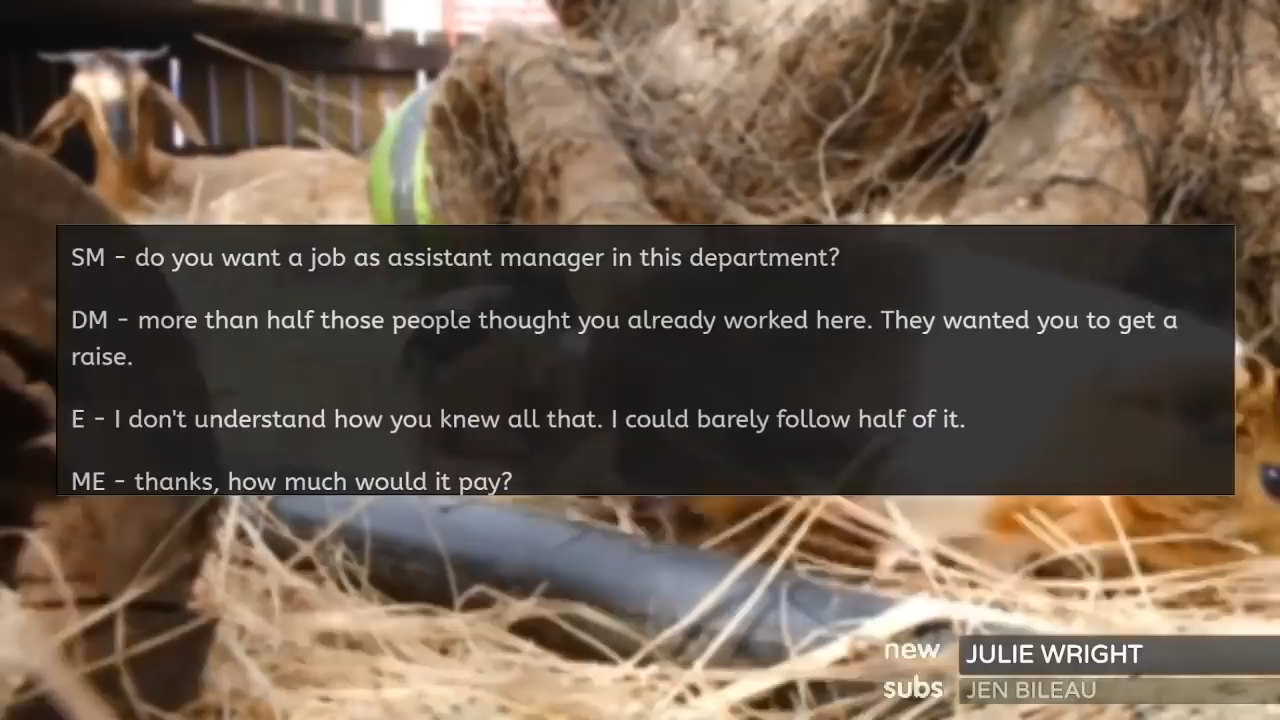 SM - do you want a job as assistant manager in this department?
DM - more than half those people thought you already worked here. They wanted you to get a
raise.
E - I don't understand how you knew all that. I could barely follow half of it.
ME - thanks, how much would it pay?
new JULIE WRIGHT
subs JEN BILEAU